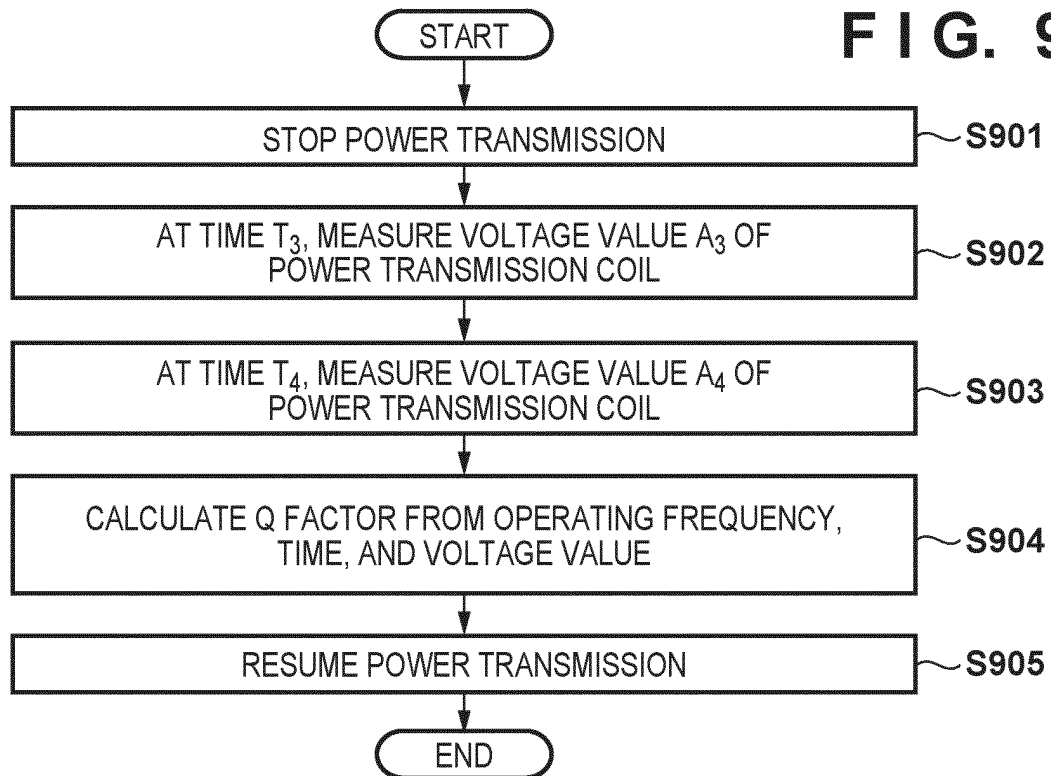 FIG. 9
START
STOP POWER TRANSMISSION
S901
AT TIME T₃, MEASURE VOLTAGE VALUE A₃ OF
POWER TRANSMISSION COIL
S902
AT TIME T₄, MEASURE VOLTAGE VALUE A₄ OF
POWER TRANSMISSION COIL
S903
CALCULATE Q FACTOR FROM OPERATING FREQUENCY,
TIME, AND VOLTAGE VALUE
S904
RESUME POWER TRANSMISSION
S905
END